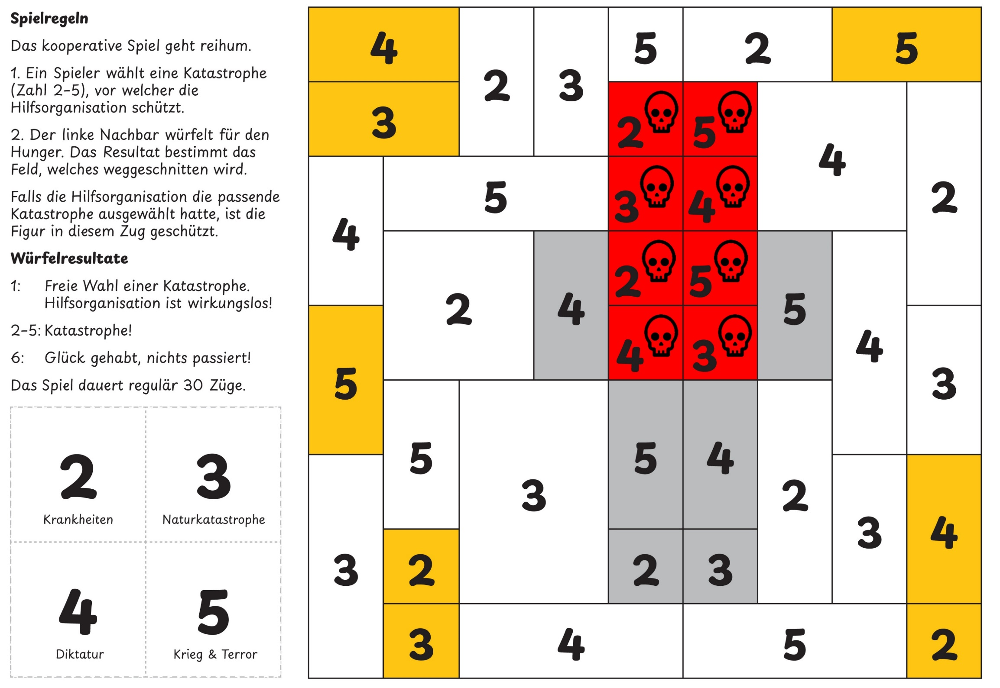 Spielregeln
Das kooperative Spiel geht reihum.
1. Ein Spieler wählt eine Katastrophe
(Zahl 2–5), vor welcher die
Hilfsorganisation schützt.
2. Der linke Nachbar würfelt für den
Hunger. Das Resultat bestimmt das
Feld, welches weggeschnitten wird.
Falls die Hilfsorganisation die passende
Katastrophe ausgewählt hatte, ist die
Figur in diesem Zug geschützt.
Würfelresultate
1: Freie Wahl einer Katastrophe.
Hilfsorganisation ist wirkungslos!
2–5: Katastrophe!
6: Glück gehabt, nichts passiert!
Das Spiel dauert regulär 30 Züge.
2 3
Krankheiten Naturkatastrophe
4 5
Diktatur Krieg & Terror
4 5 2 5
2 3
3 2 5
4
5 3 4 2
4
2 5
2 4 5
4 3
4 3
5
5 5 4
3 2
3 4
3 2 2 3
3 4 5 2